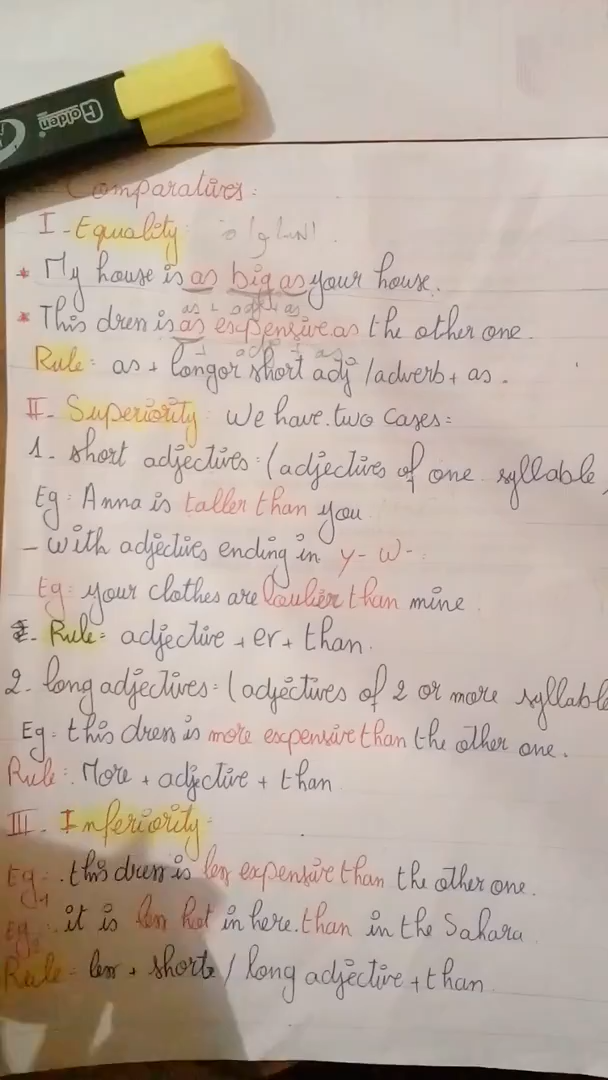 Golden
Comparatives:
I - Equality
* My house is as big as your house.
* This dress is as expensive as the other one.
Rule: as + long or short adj / adverb + as.
II - Superiority: We have two cases:
1. short adjectives: (adjectives of one syllable
Eg: Anna is taller than you
- with adjectives ending in y - w -
Eg: your clothes are than mine.
Rule: adjective + er + than.
2. long adjectives: (adjectives of 2 or more syllable
Eg: this dress is more expensive than the other one.
Rule: More + adjective + than
III - Inferiority:
Eg1 this dress is less expensive than the other one.
Eg2 it is less hot in here than in the Sahara
Rule: less + short / long adjective + than